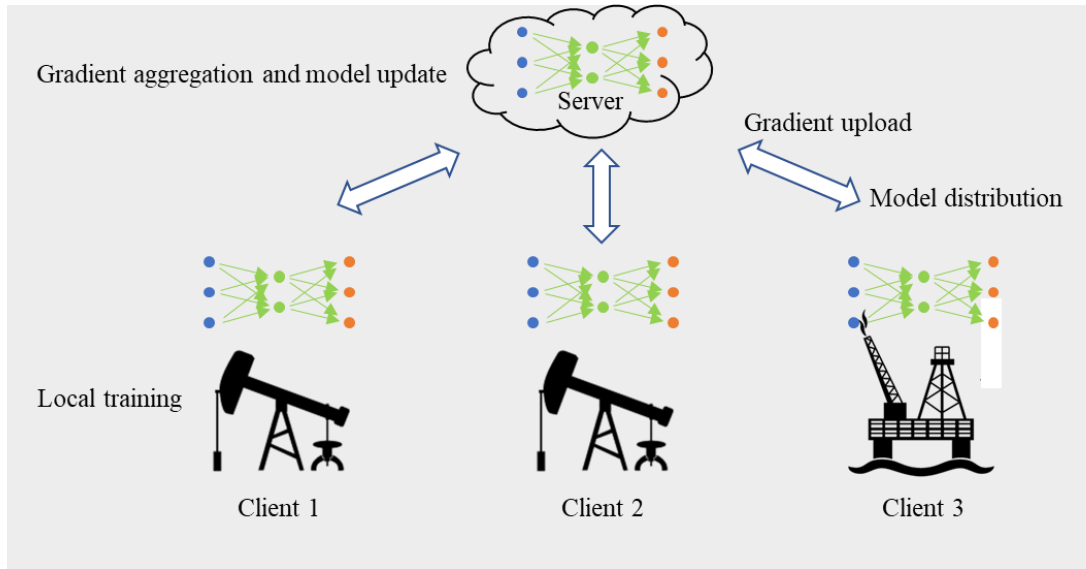 Gradient aggregation and model update
Server
Gradient upload
Model distribution
Local training
Client 1
Client 2
Client 3